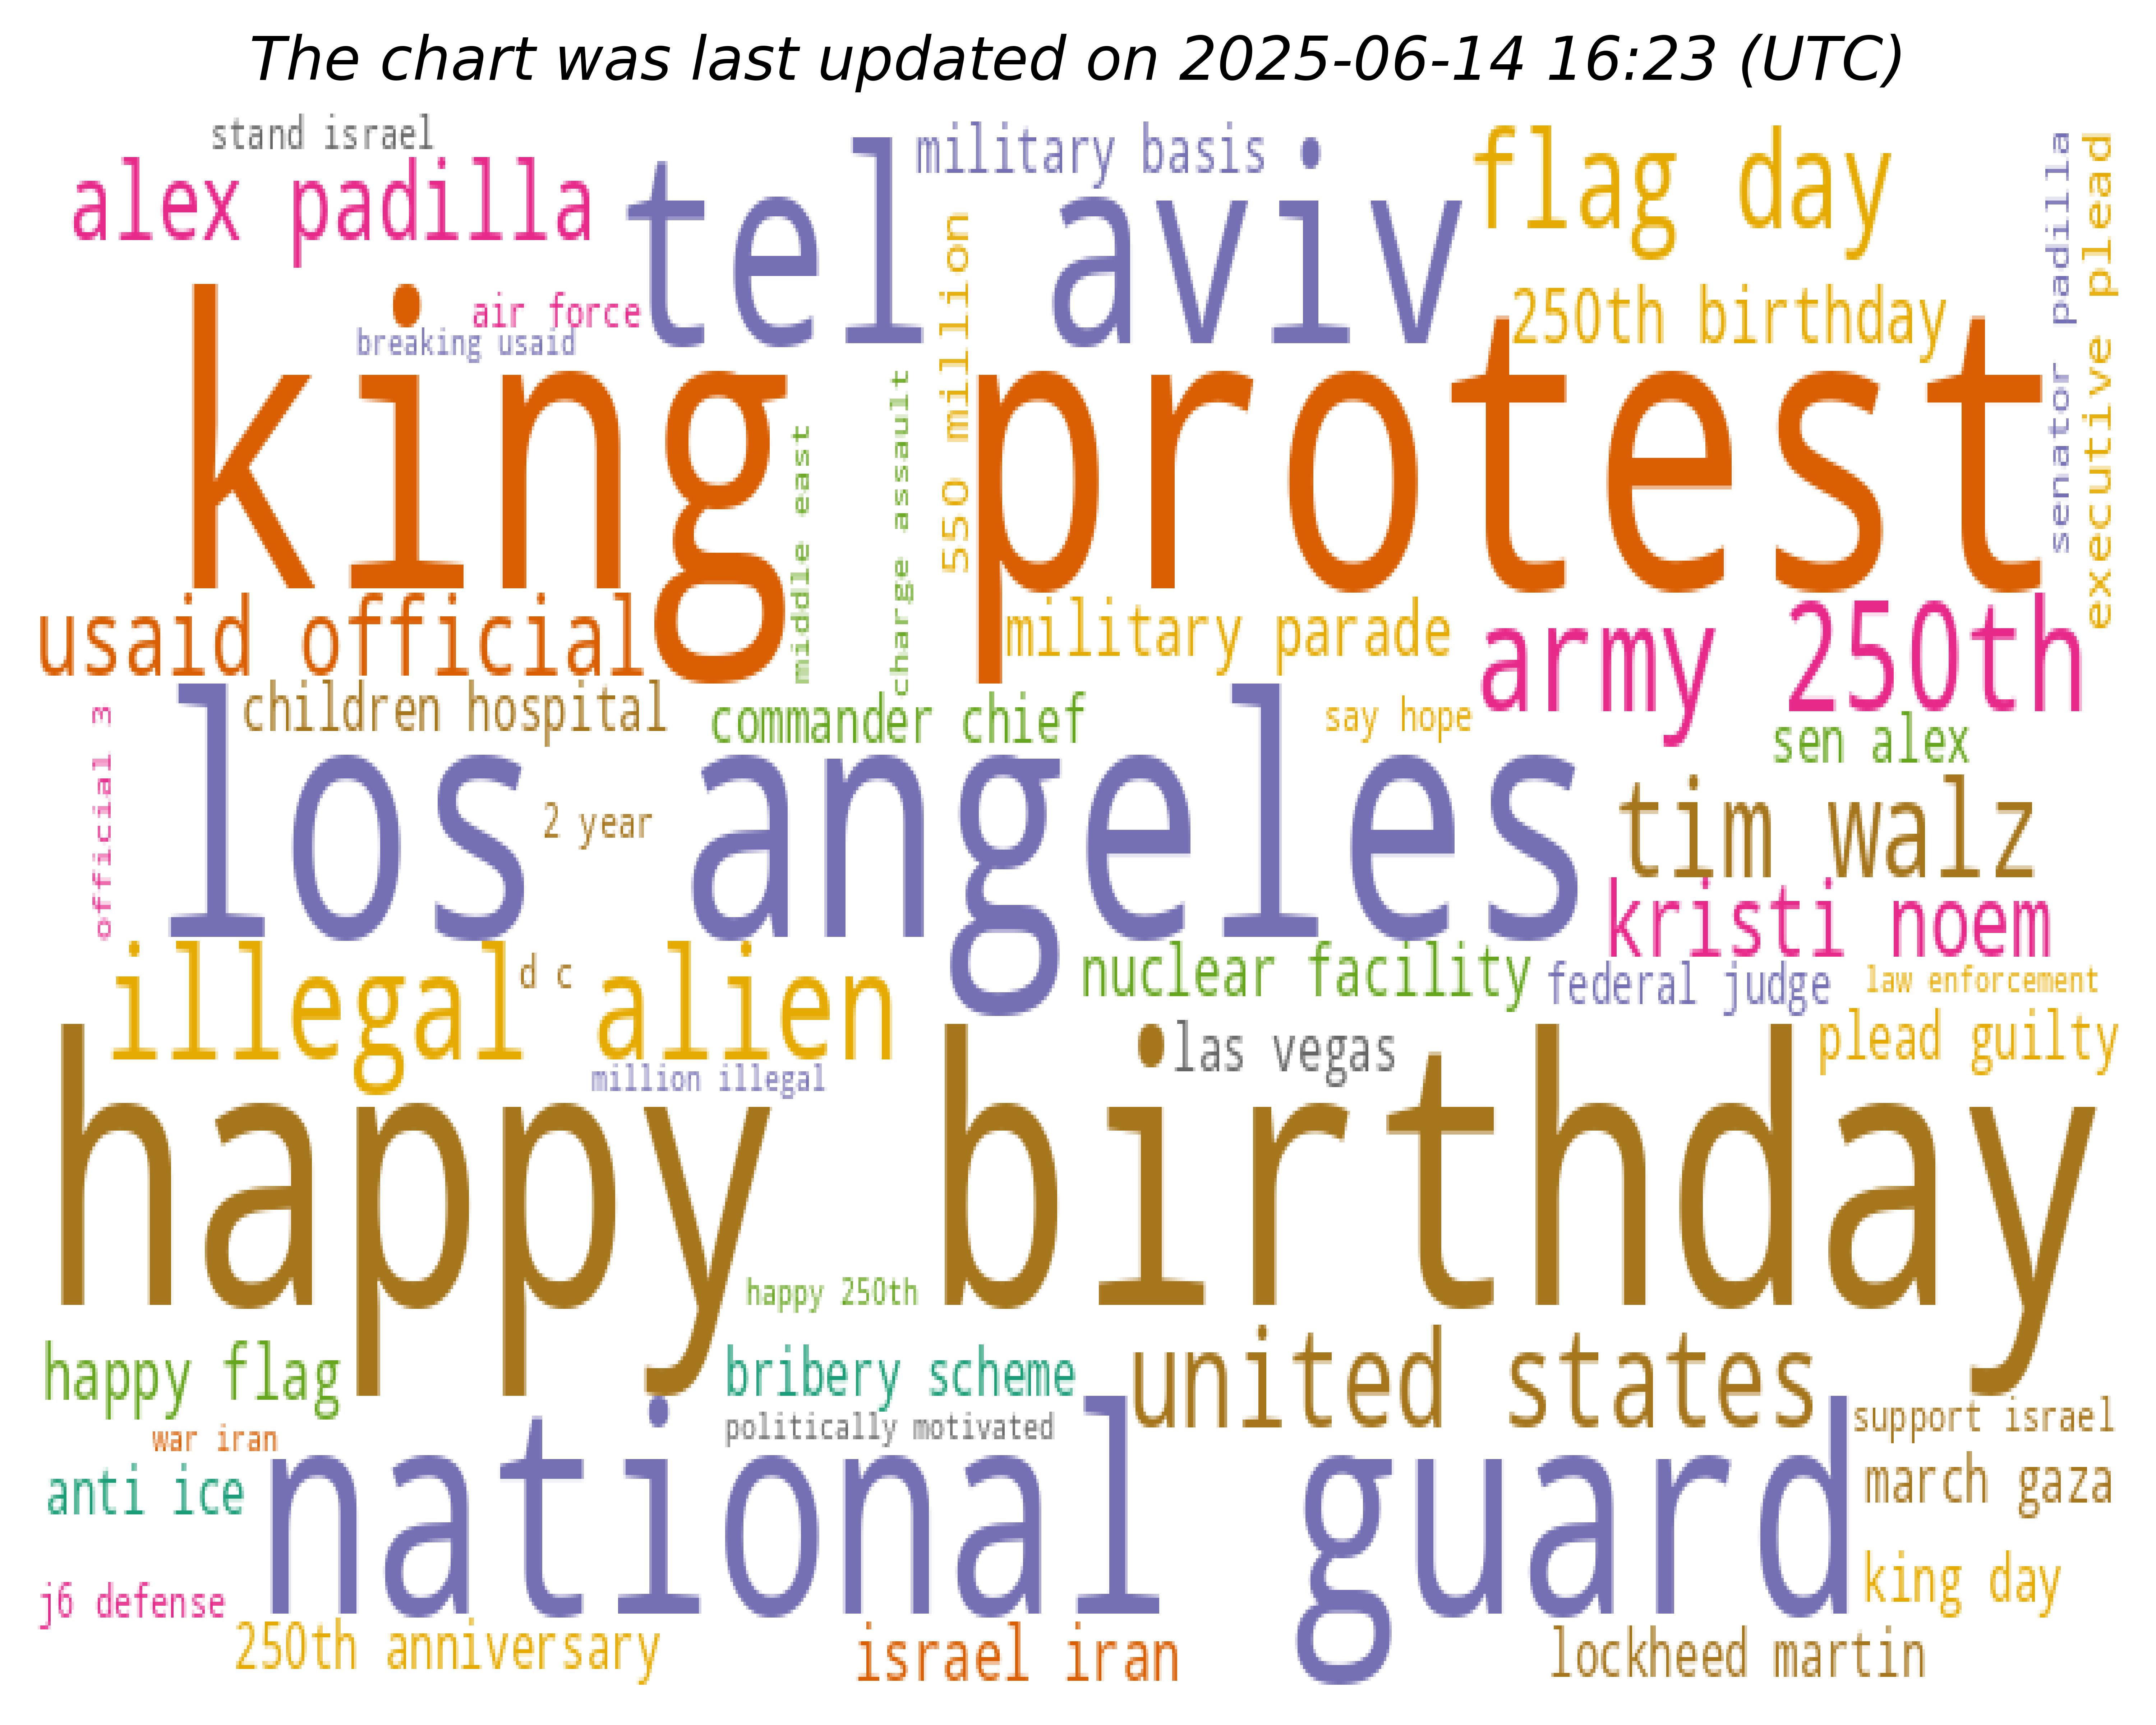 The chart was last updated on 2025-06-14 16:23 (UTC)
stand israel
military basis
flag day
alex padilla
tel aviv
senator padilla
executive plead
air force
breaking usaid
550 million
250th birthday
king protest
middle east
charge assault
usaid official
military parade
army 250th
children hospital
commander chief
say hope
sen alex
official 3
los angeles
2 year
tim walz
kristi noem
illegal alien
d c
nuclear facility
federal judge
law enforcement
million illegal
las vegas
plead guilty
happy birthday
happy 250th
happy flag
bribery scheme
united states
politically motivated
support israel
war iran
anti ice
national guard
march gaza
j6 defense
king day
250th anniversary
israel iran
lockheed martin